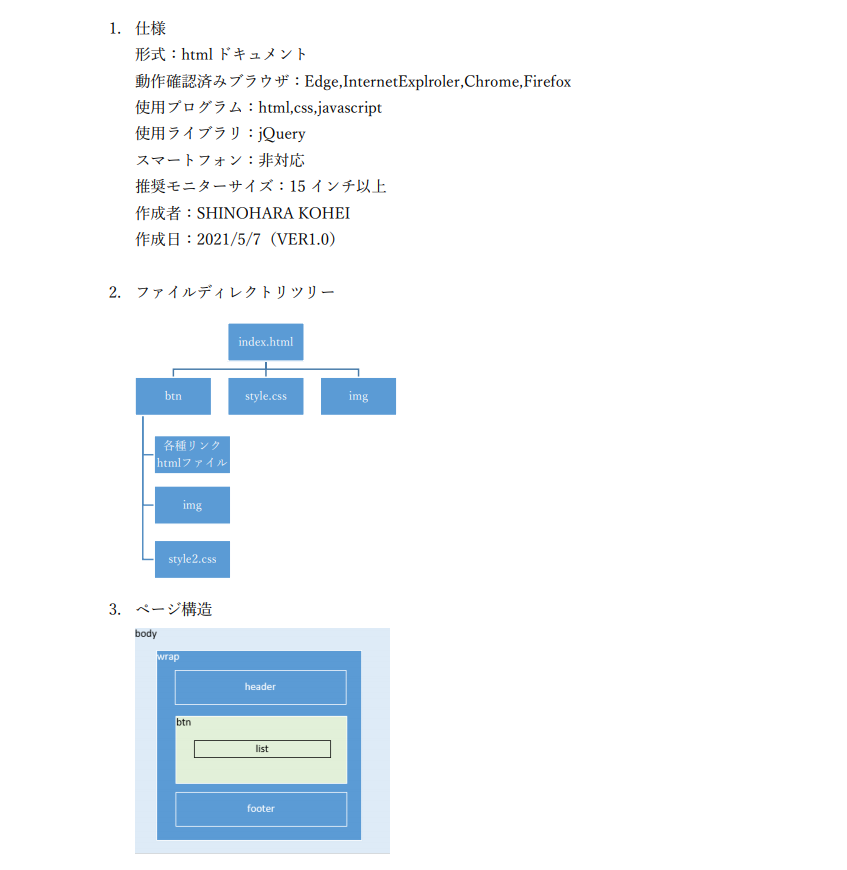 1. 仕様
形式：html ドキュメント
動作確認済みブラウザ：Edge,InternetExplroler,Chrome,Firefox
使用プログラム：html,css,javascript
使用ライブラリ：jQuery
スマートフォン：非対応
推奨モニターサイズ：15 インチ以上
作成者：SHINOHARA KOHEI
作成日：2021/5/7（VER1.0）
2. ファイルディレクトリツリー
index.html
btn
style.css
img
各種リンク
htmlファイル
img
style2.css
3. ページ構造
body
wrap
header
btn
list
footer